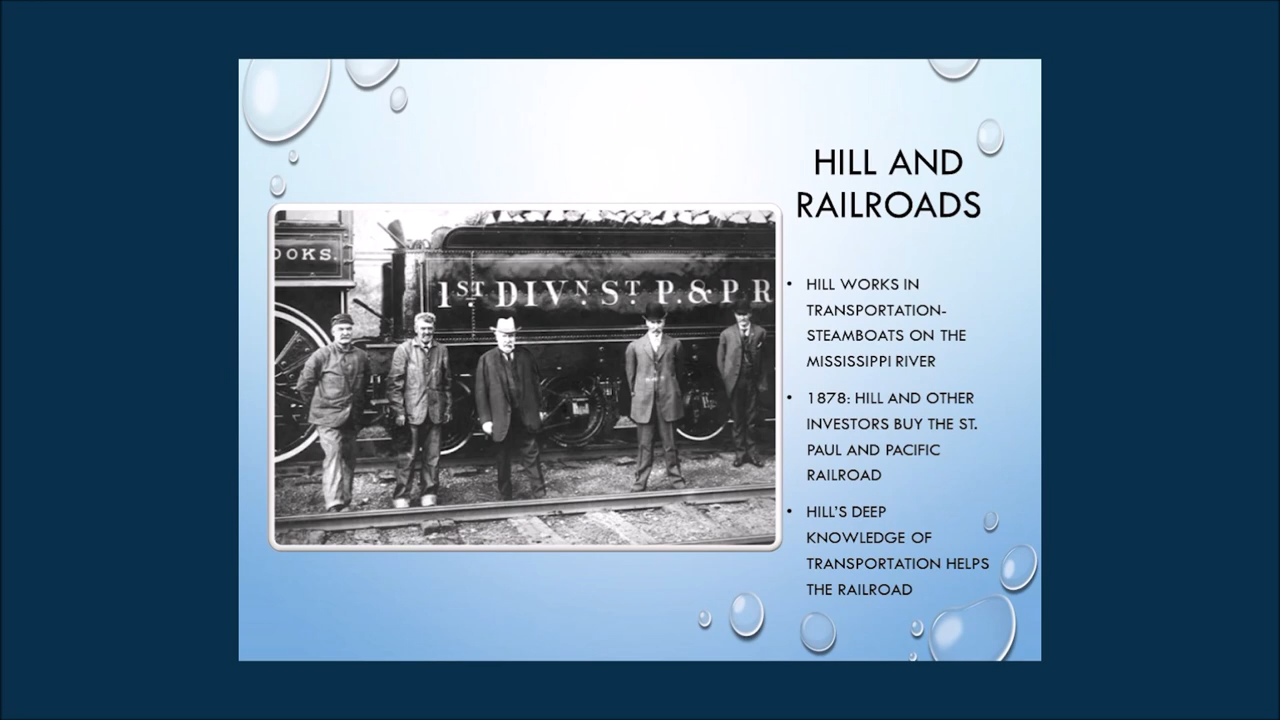 HILL AND
RAILROADS
OOKS.
1ST DIVN. ST. P. & P R
• HILL WORKS IN
TRANSPORTATION-
STEAMBOATS ON THE
MISSISSIPPI RIVER
• 1878: HILL AND OTHER
INVESTORS BUY THE ST.
PAUL AND PACIFIC
RAILROAD
• HILL'S DEEP
KNOWLEDGE OF
TRANSPORTATION HELPS
THE RAILROAD